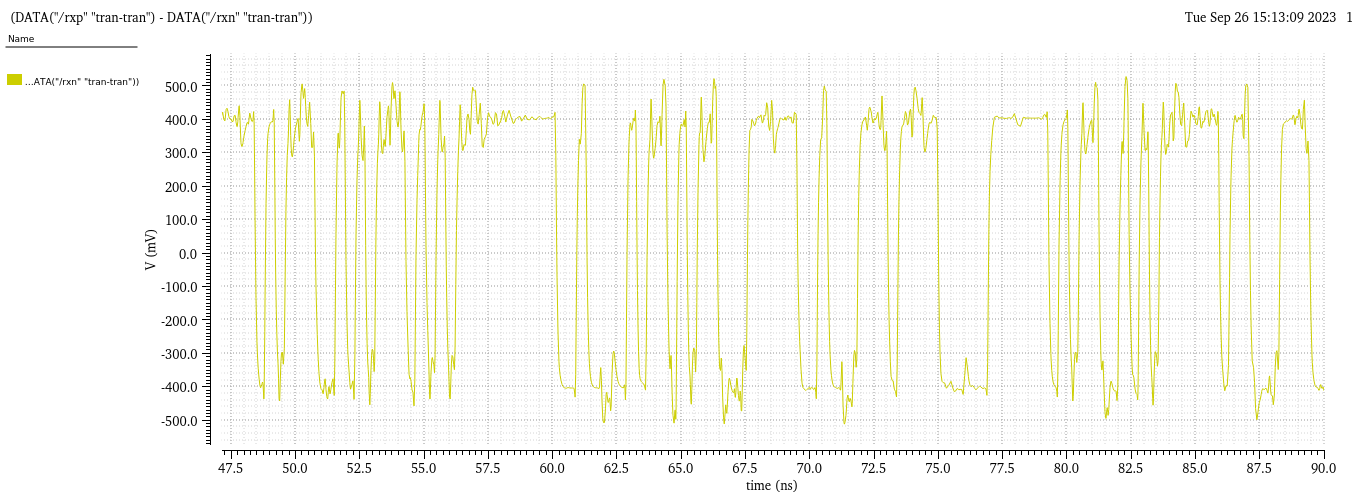 (DATA("/rxp" "tran-tran") - DATA("/rxn" "tran-tran"))
Tue Sep 26 15:13:09 2023 1
Name
...ATA("/rxn" "tran-tran"))
500.0
400.0
300.0
200.0
100.0
0.0
-100.0
-200.0
-300.0
-400.0
-500.0
V (mV)
47.5 50.0 52.5 55.0 57.5 60.0 62.5 65.0 67.5 70.0 72.5 75.0 77.5 80.0 82.5 85.0 87.5 90.0
time (ns)